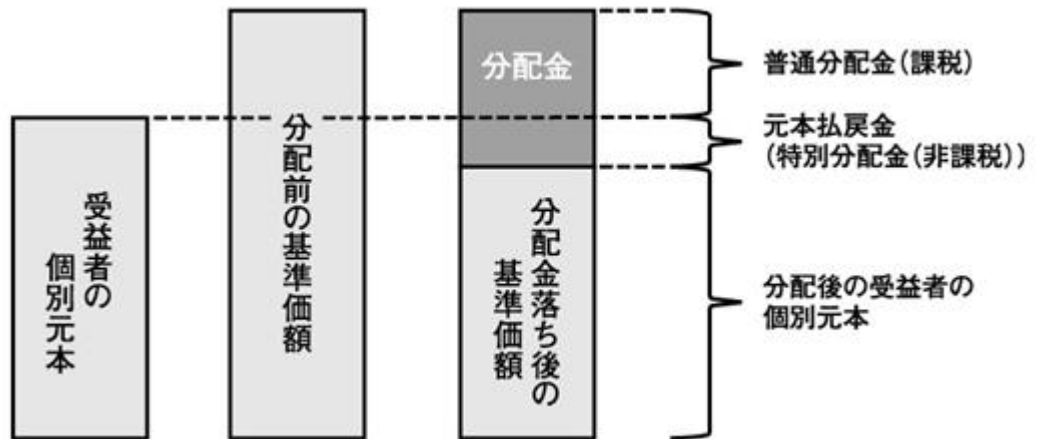 受益者の
個別元本
分配前の基準価額
分配金
分配金落ち後の
基準価額
普通分配金（課税）
元本払戻金
（特別分配金（非課税））
分配後の受益者の
個別元本